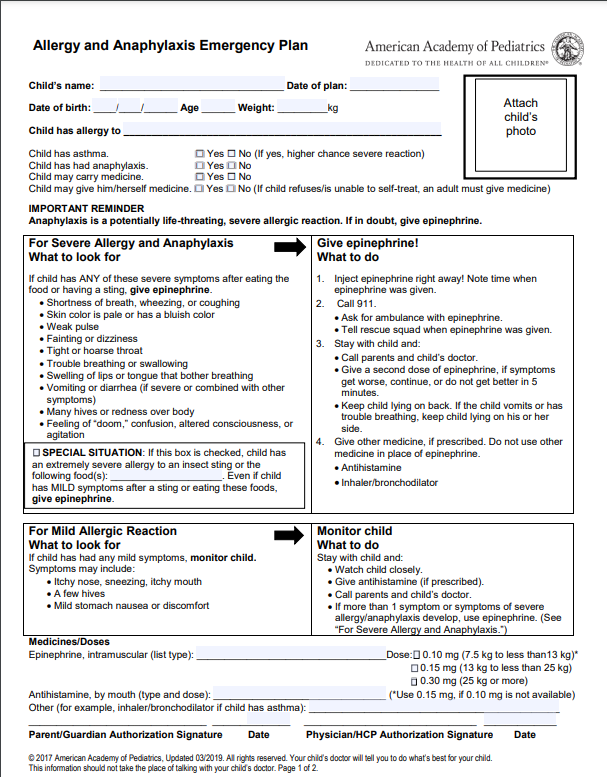 Allergy and Anaphylaxis Emergency Plan
American Academy of Pediatrics
DEDICATED TO THE HEALTH OF ALL CHILDREN®
Child's name: ________________ Date of plan: ________________
Date of birth: ____/____/______ Age ______ Weight: _________kg
Child has allergy to ________________
Attach
child's
photo
Child has asthma. ☐ Yes ☐ No (If yes, higher chance severe reaction)
Child has had anaphylaxis. ☐ Yes ☐ No
Child may carry medicine. ☐ Yes ☐ No
Child may give him/herself medicine. ☐ Yes ☐ No (If child refuses/is unable to self-treat, an adult must give medicine)
IMPORTANT REMINDER
Anaphylaxis is a potentially life-threating, severe allergic reaction. If in doubt, give epinephrine.
For Severe Allergy and Anaphylaxis
What to look for
If child has ANY of these severe symptoms after eating the
food or having a sting, give epinephrine.
• Shortness of breath, wheezing, or coughing
• Skin color is pale or has a bluish color
• Weak pulse
• Fainting or dizziness
• Tight or hoarse throat
• Trouble breathing or swallowing
• Swelling of lips or tongue that bother breathing
• Vomiting or diarrhea (if severe or combined with other
symptoms)
• Many hives or redness over body
• Feeling of "doom," confusion, altered consciousness, or
agitation
☐ SPECIAL SITUATION: If this box is checked, child has
an extremely severe allergy to an insect sting or the
following food(s): ____________________. Even if child
has MILD symptoms after a sting or eating these foods,
give epinephrine.
Give epinephrine!
What to do
1. Inject epinephrine right away! Note time when
epinephrine was given.
2. Call 911.
• Ask for ambulance with epinephrine.
• Tell rescue squad when epinephrine was given.
3. Stay with child and:
• Call parents and child's doctor.
• Give a second dose of epinephrine, if symptoms
get worse, continue, or do not get better in 5
minutes.
• Keep child lying on back. If the child vomits or has
trouble breathing, keep child lying on his or her
side.
4. Give other medicine, if prescribed. Do not use other
medicine in place of epinephrine.
• Antihistamine
• Inhaler/bronchodilator
For Mild Allergic Reaction
What to look for
If child has had any mild symptoms, monitor child.
Symptoms may include:
• Itchy nose, sneezing, itchy mouth
• A few hives
• Mild stomach nausea or discomfort
Monitor child
What to do
Stay with child and:
• Watch child closely.
• Give antihistamine (if prescribed).
• Call parents and child's doctor.
• If more than 1 symptom or symptoms of severe
allergy/anaphylaxis develop, use epinephrine. (See
"For Severe Allergy and Anaphylaxis.")
Medicines/Doses
Epinephrine, intramuscular (list type): ________________Dose:☐ 0.10 mg (7.5 kg to less than13 kg)*
☐ 0.15 mg (13 kg to less than 25 kg)
☐ 0.30 mg (25 kg or more)
Antihistamine, by mouth (type and dose): ________________ (*Use 0.15 mg, if 0.10 mg is not available)
Other (for example, inhaler/bronchodilator if child has asthma): ________________
Parent/Guardian Authorization Signature Date Physician/HCP Authorization Signature Date
© 2017 American Academy of Pediatrics, Updated 03/2019. All rights reserved. Your child's doctor will tell you to do what's best for your child.
This information should not take the place of talking with your child's doctor. Page 1 of 2.